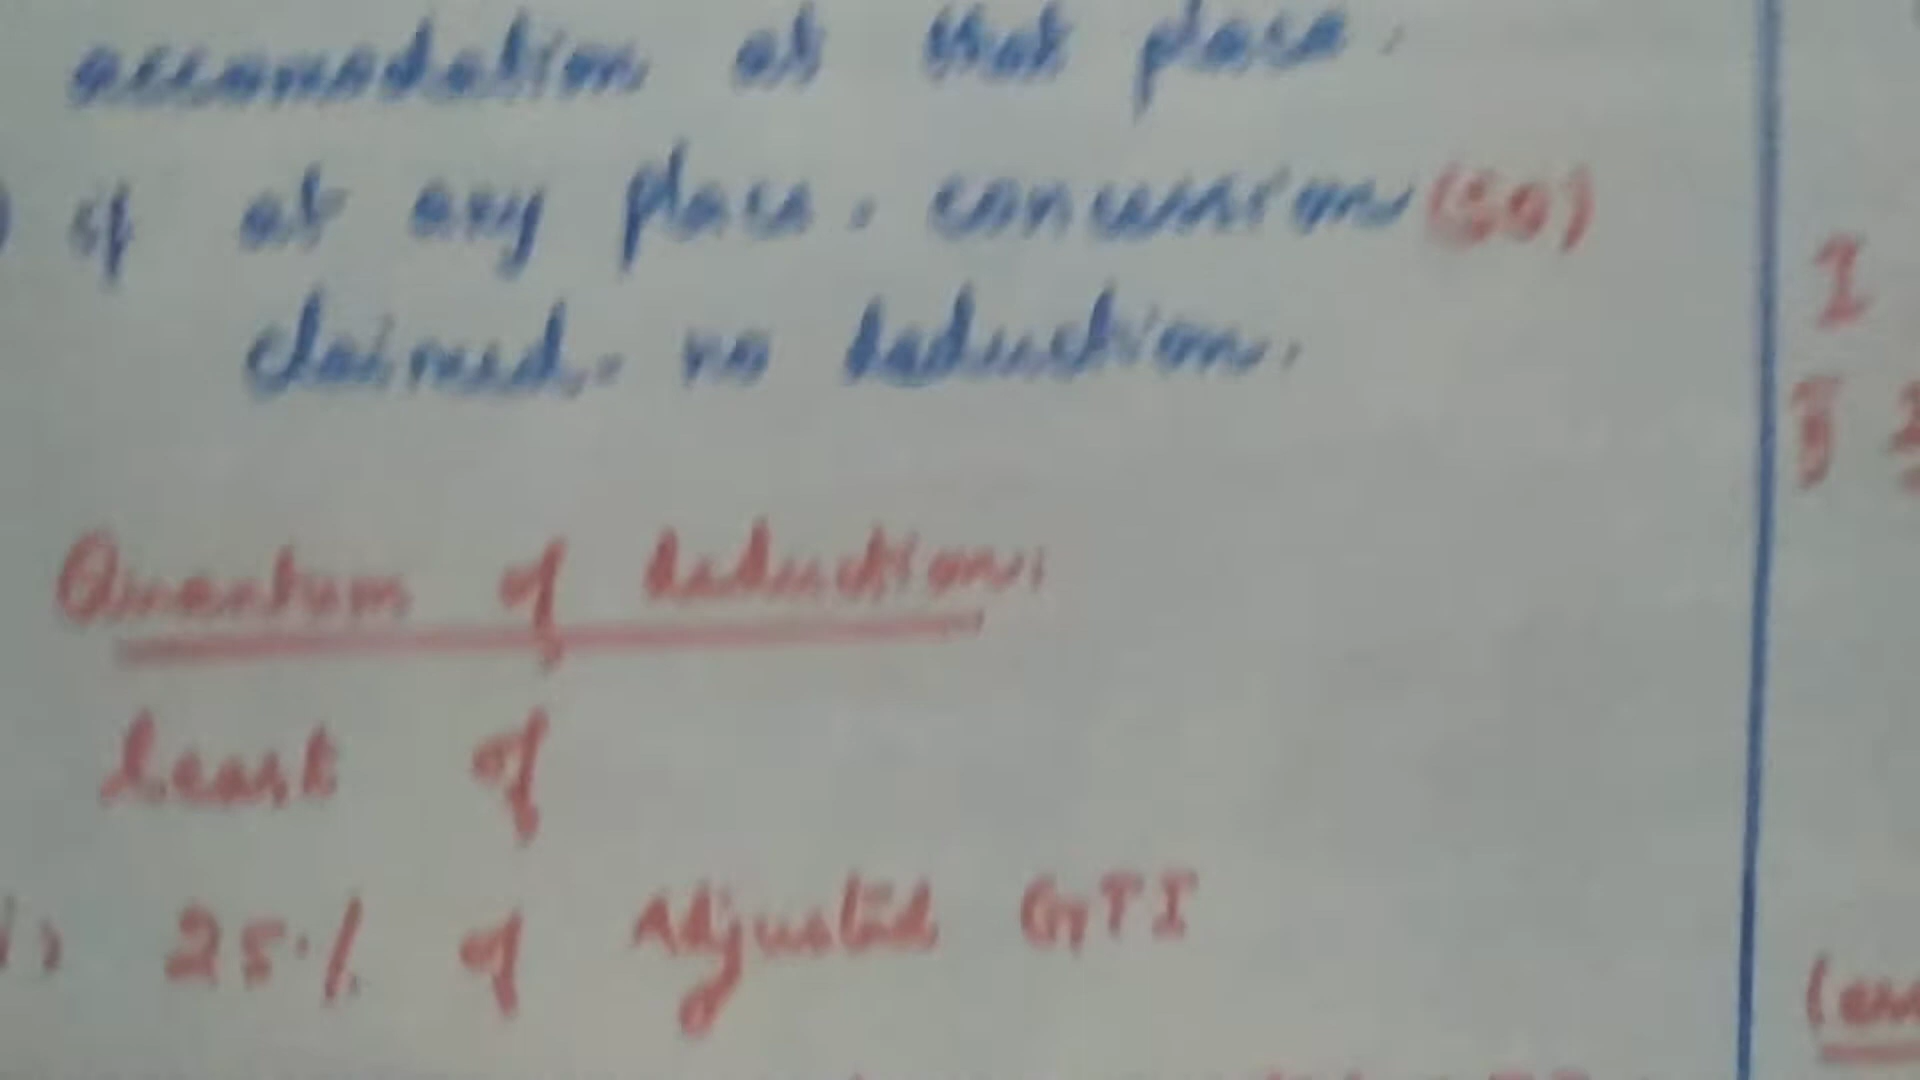 accomodation at that place.
) if at any place, concession (SO)
claimed, no deduction.
Quantum of deduction:
Least of
i) 25% of Adjusted GTI
I